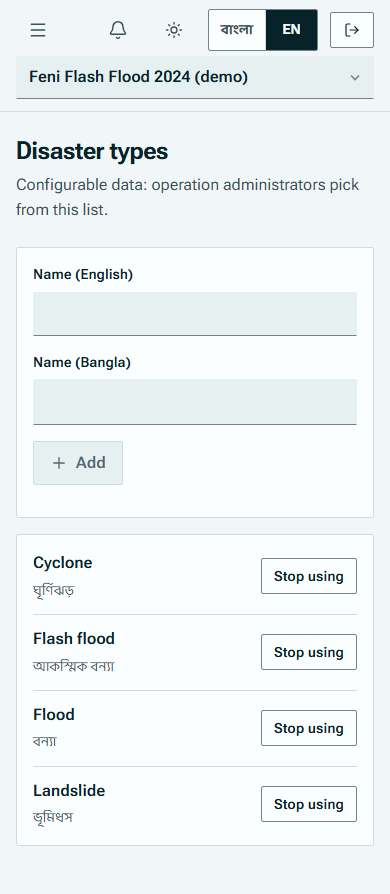 বাংলা
EN
Feni Flash Flood 2024 (demo)
Disaster types
Configurable data: operation administrators pick
from this list.
Name (English)
Name (Bangla)
+ Add
Cyclone
Stop using
ঘূর্ণিঝড়
Flash flood
Stop using
আকস্মিক বন্যা
Flood
Stop using
বন্যা
Landslide
Stop using
ভূমিধস